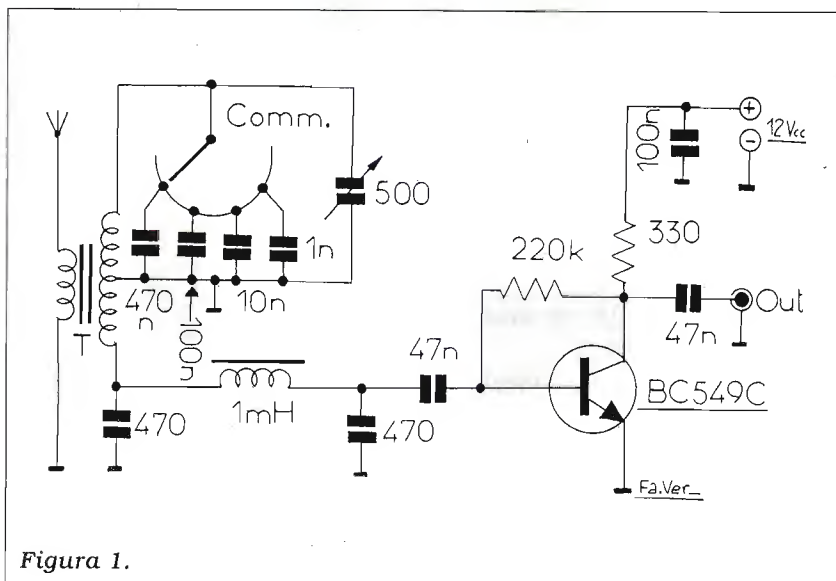 Comm.
500
1n
470
n
10n
100n
T
470
1mH
470
47n
220k
100n
+
-
12Vcc
330
Out
47n
BC549C
Fa.Ver_
Figura 1.